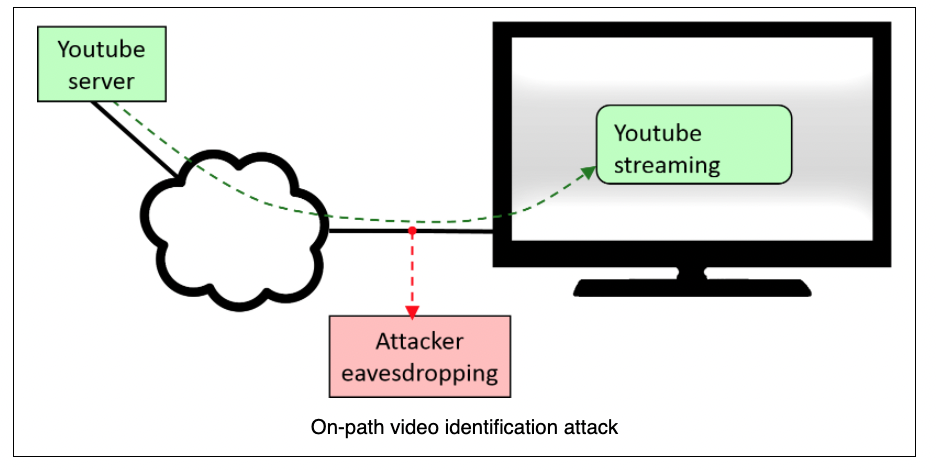 Youtube
server
Youtube
streaming
Attacker
eavesdropping
On-path video identification attack